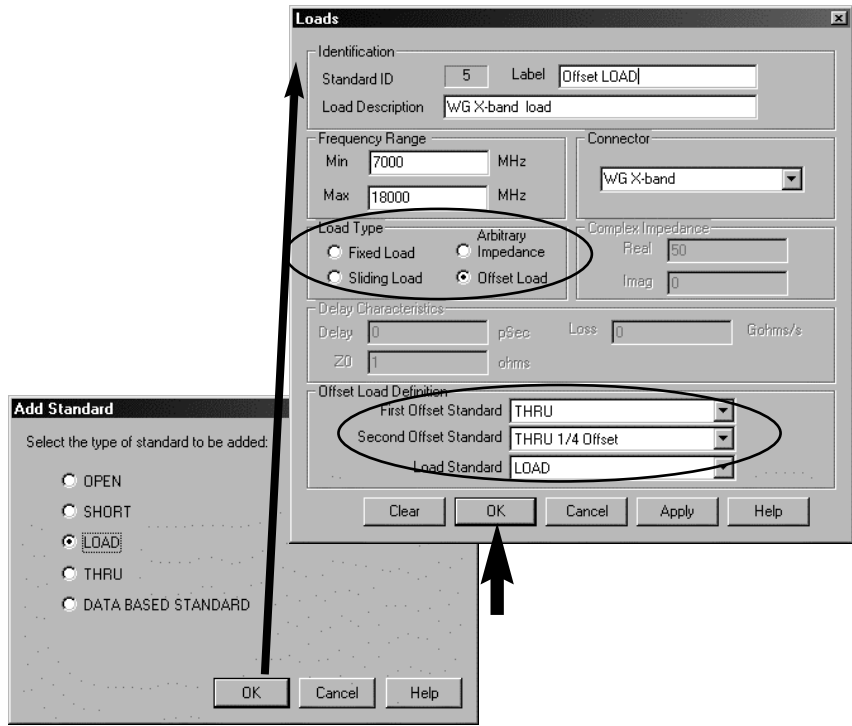 Loads
Identification
Standard ID 5 Label Offset LOAD
Load Description WG X-band load
Frequency Range
Min 7000 MHz
Max 18000 MHz
Connector
WG X-band
Load Type
Fixed Load
Arbitrary
Impedance
Sliding Load
Offset Load
Complex Impedance
Real 50
Imag 0
Delay Characteristics
Delay 0 pSec Loss 0 Gohms/s
Z0 1 ohms
Offset Load Definition
First Offset Standard THRU
Second Offset Standard THRU 1/4 Offset
Load Standard LOAD
Clear OK Cancel Apply Help
Add Standard
Select the type of standard to be added:
OPEN
SHORT
LOAD
THRU
DATA BASED STANDARD
OK Cancel Help